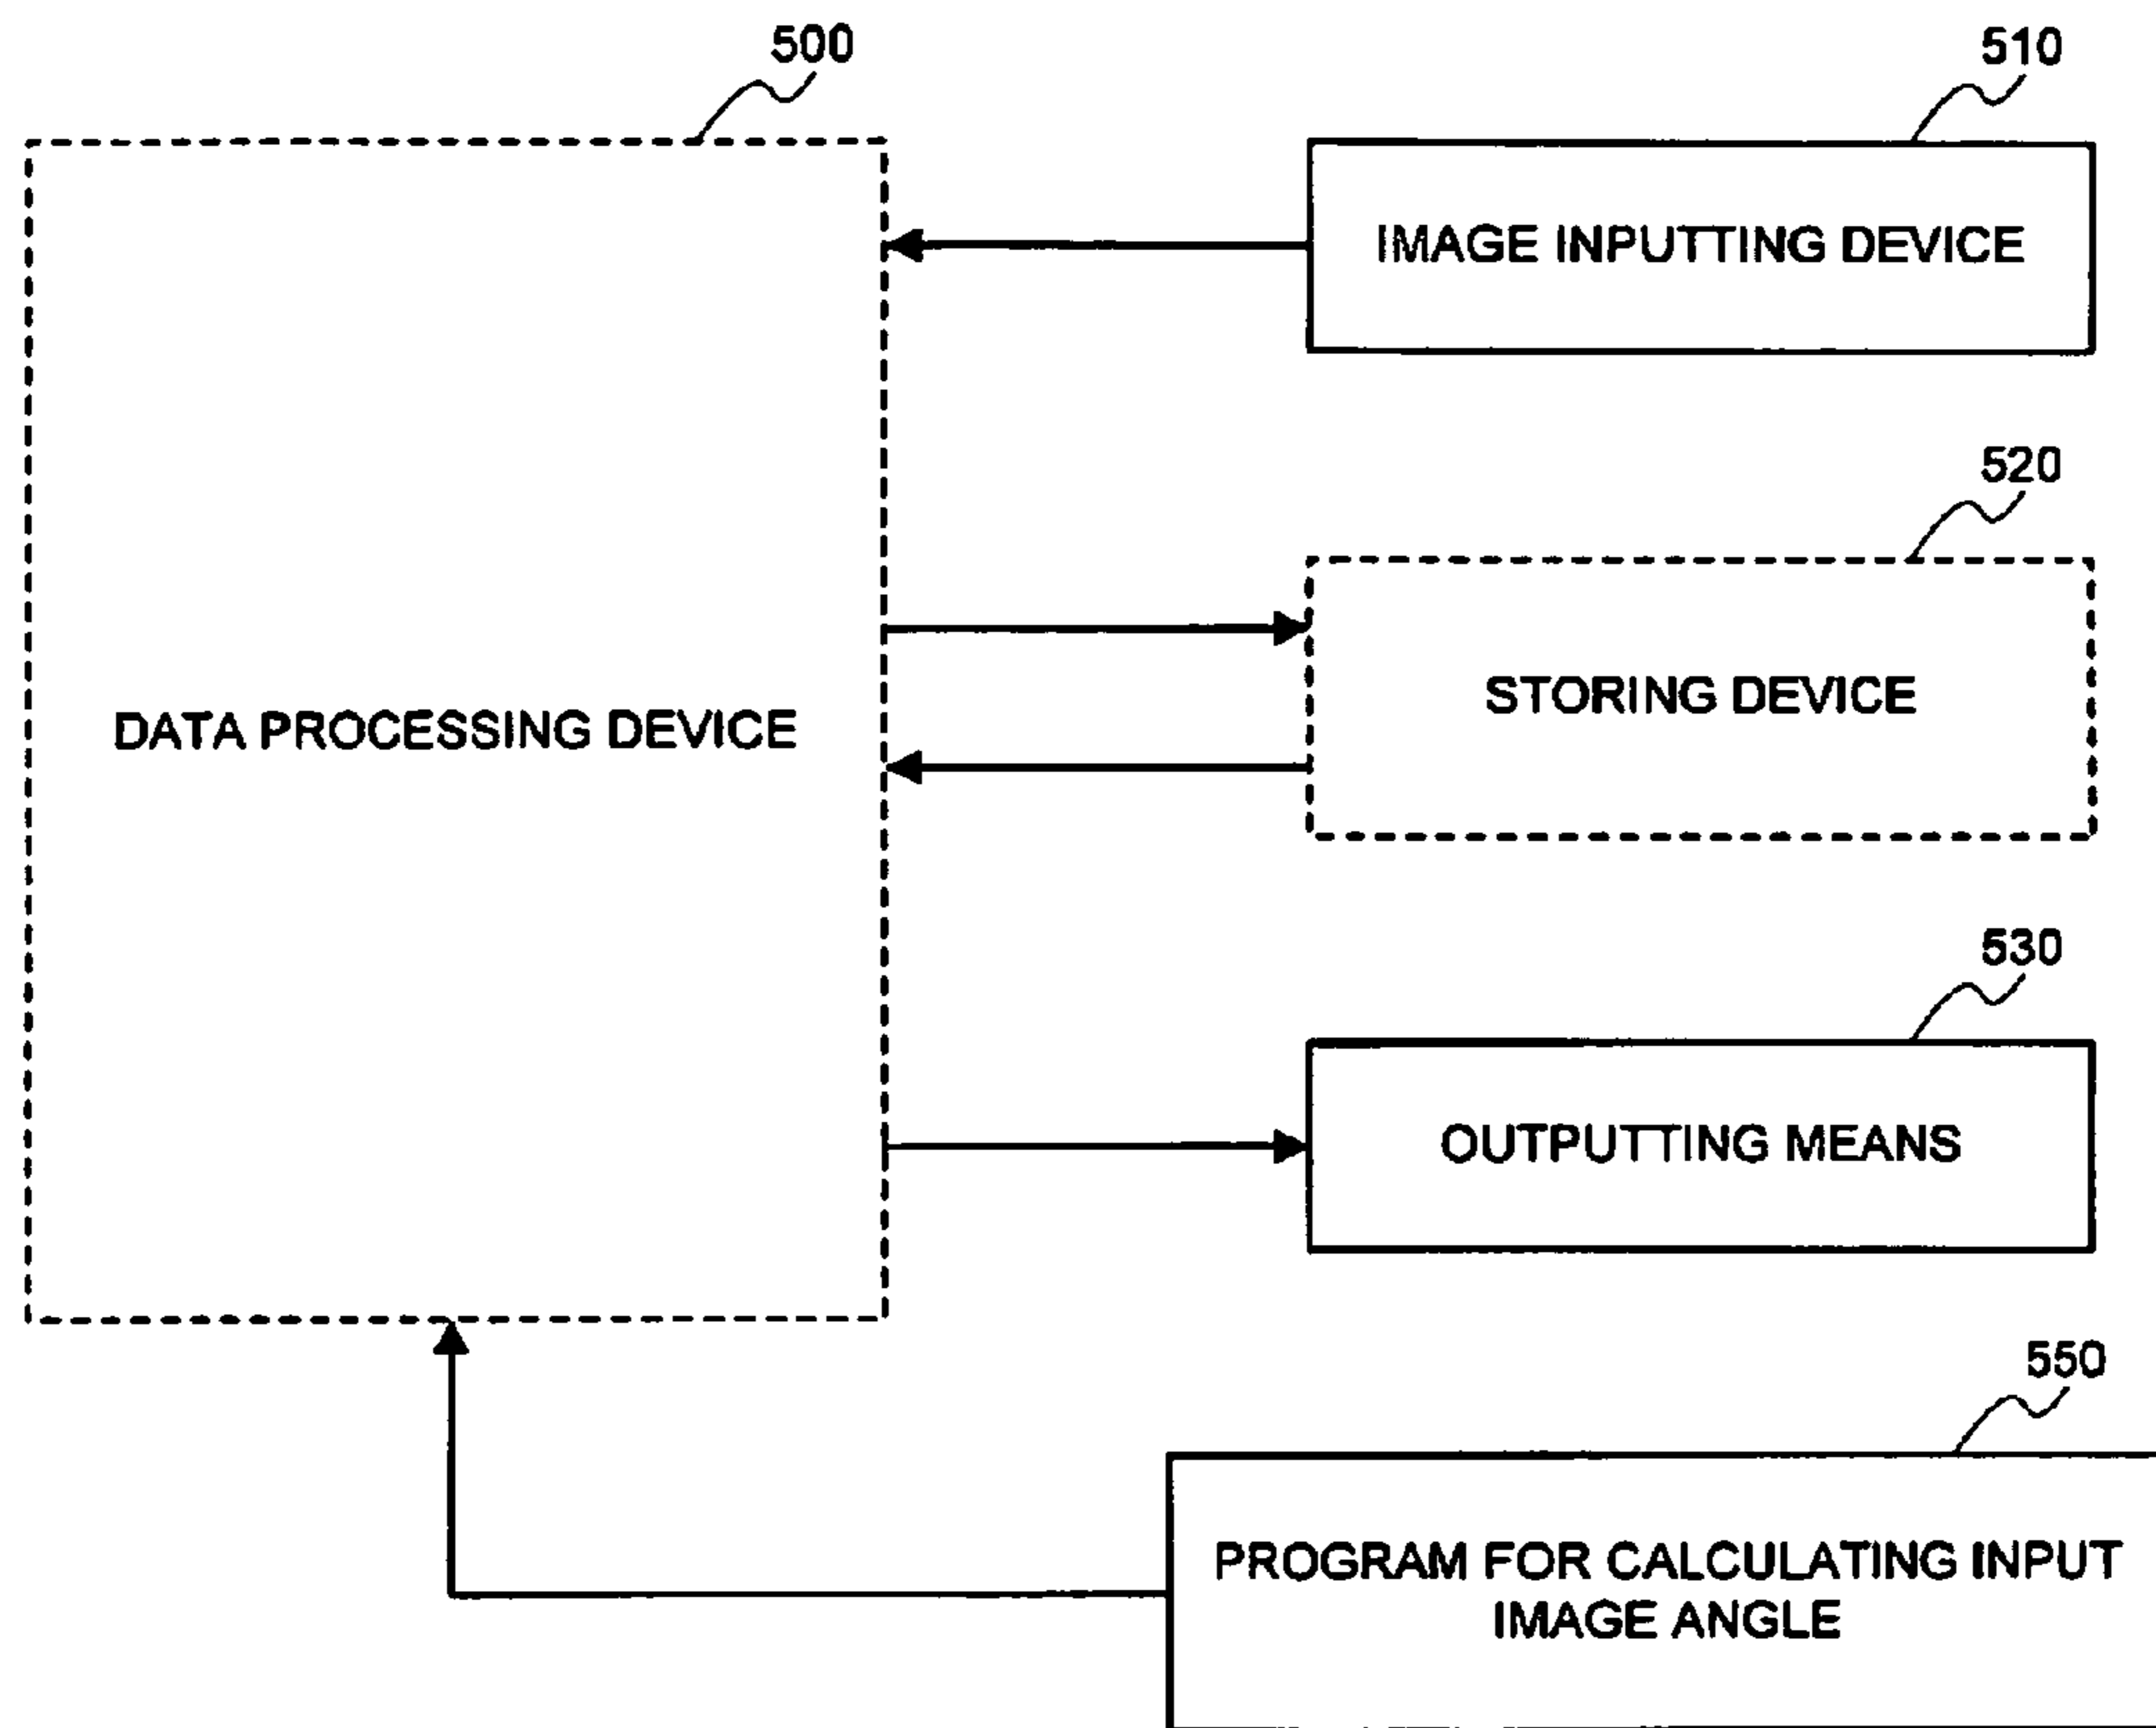 500
510
IMAGE INPUTTING DEVICE
520
STORING DEVICE
DATA PROCESSING DEVICE
530
OUTPUTTING MEANS
550
PROGRAM FOR CALCULATING INPUT
IMAGE ANGLE